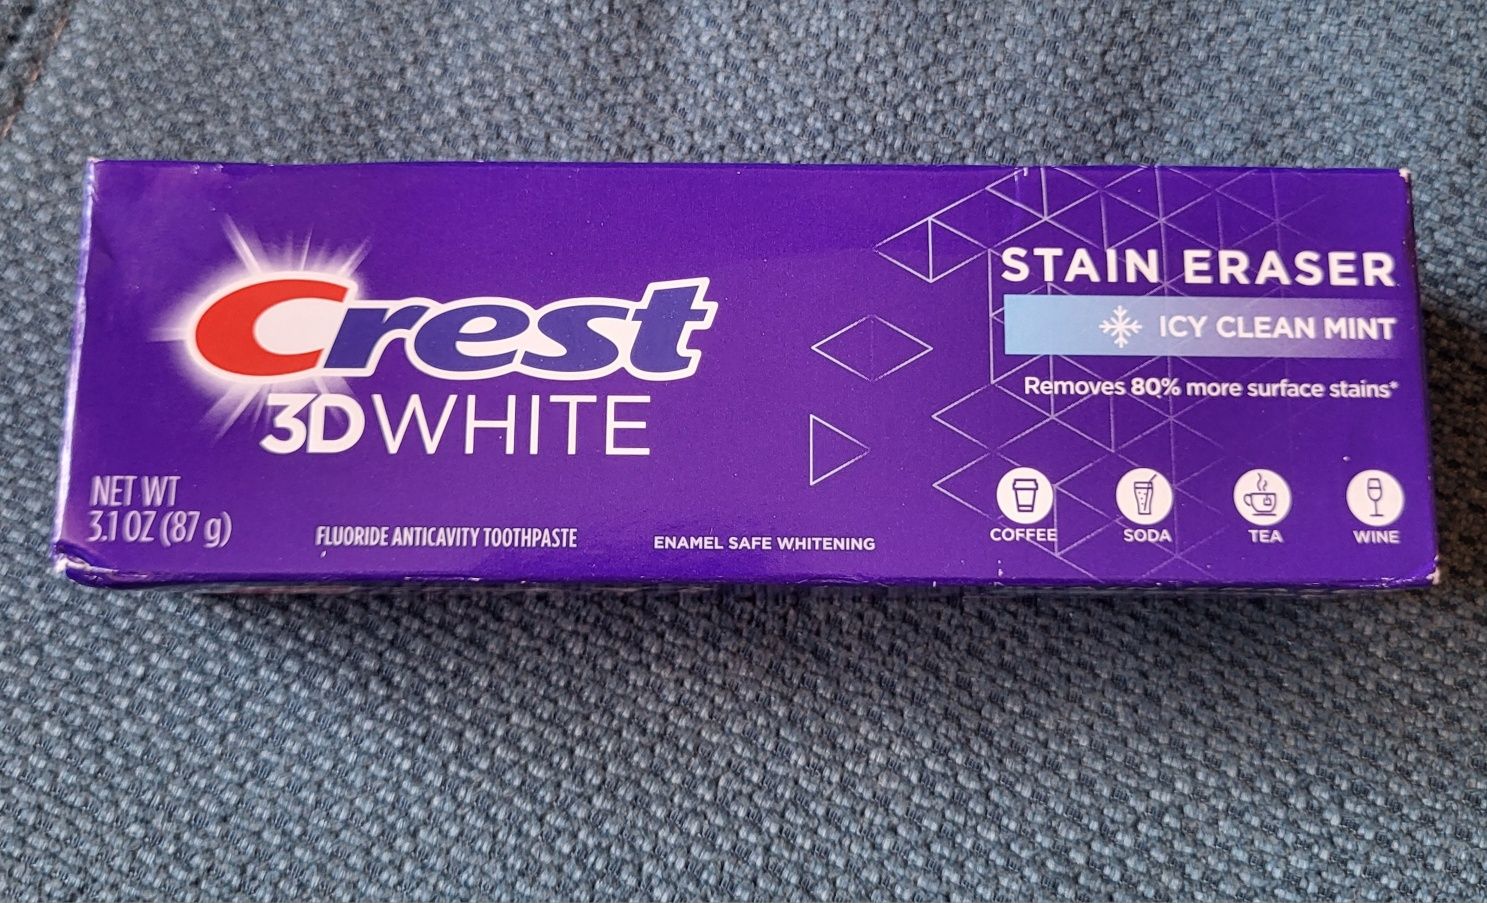 Crest
3D WHITE
NET WT
3.1 OZ (87 g)
FLUORIDE ANTICAVITY TOOTHPASTE
ENAMEL SAFE WHITENING
STAIN ERASER
ICY CLEAN MINT
Removes 80% more surface stains*
COFFEE
SODA
TEA
WINE